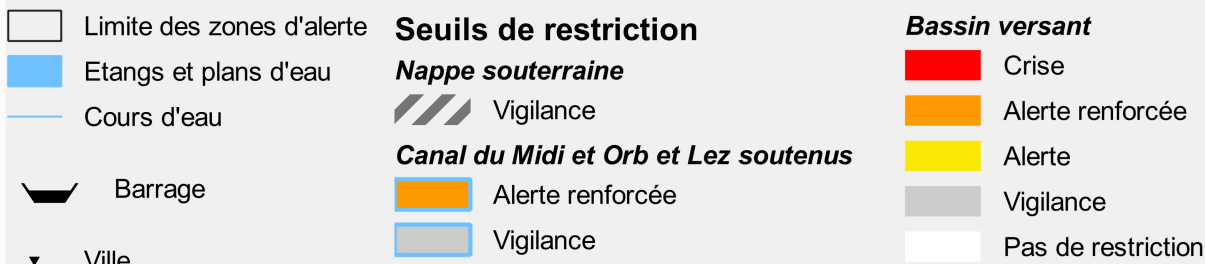 Limite des zones d'alerte
Etangs et plans d'eau
Cours d'eau
Barrage
Ville
Seuils de restriction
Nappe souterraine
Vigilance
Canal du Midi et Orb et Lez soutenus
Alerte renforcée
Vigilance
Bassin versant
Crise
Alerte renforcée
Alerte
Vigilance
Pas de restriction